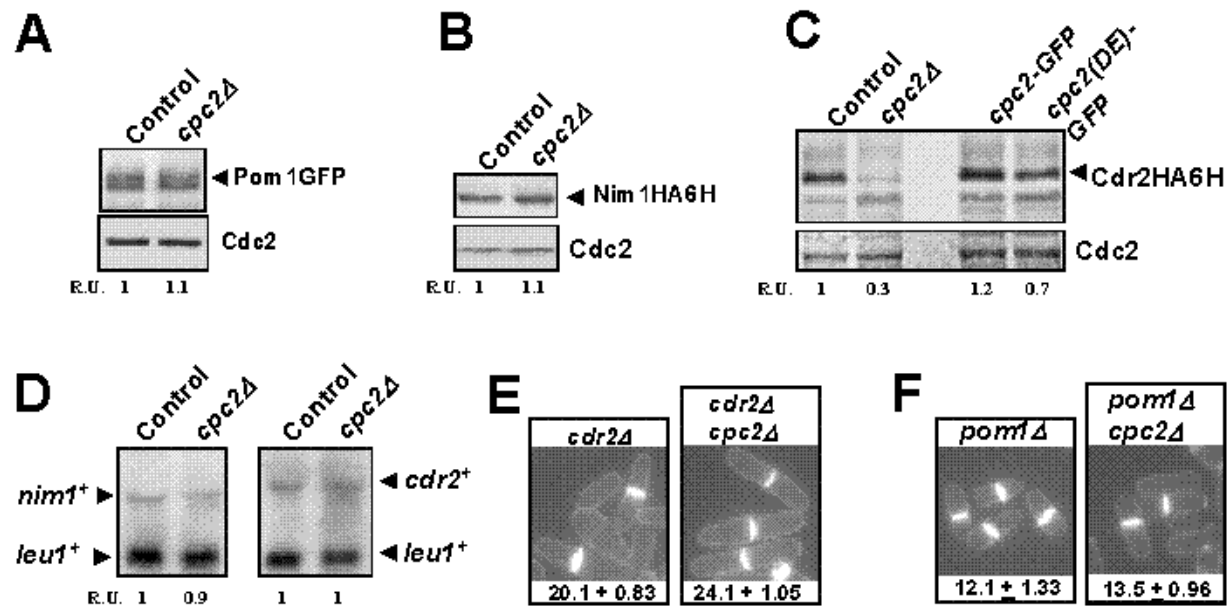 A
Control
cpc2Δ
Pom1GFP
Cdc2
R.U. 1 1.1
B
Control
cpc2Δ
Nim1HA6H
Cdc2
R.U. 1 1.1
C
Control
cpc2Δ
cpc2-GFP
cpc2(DE)-
GFP
Cdr2HA6H
Cdc2
R.U. 1 0.3 1.2 0.7
D
Control
cpc2Δ
Control
cpc2Δ
nim1+
cdr2+
leu1+
leu1+
R.U. 1 0.9 1 1
E
cdr2Δ
cdr2Δ
cpc2Δ
20.1 + 0.83
24.1 + 1.05
F
pom1Δ
pom1Δ
cpc2Δ
12.1 ± 1.33
13.5 ± 0.96